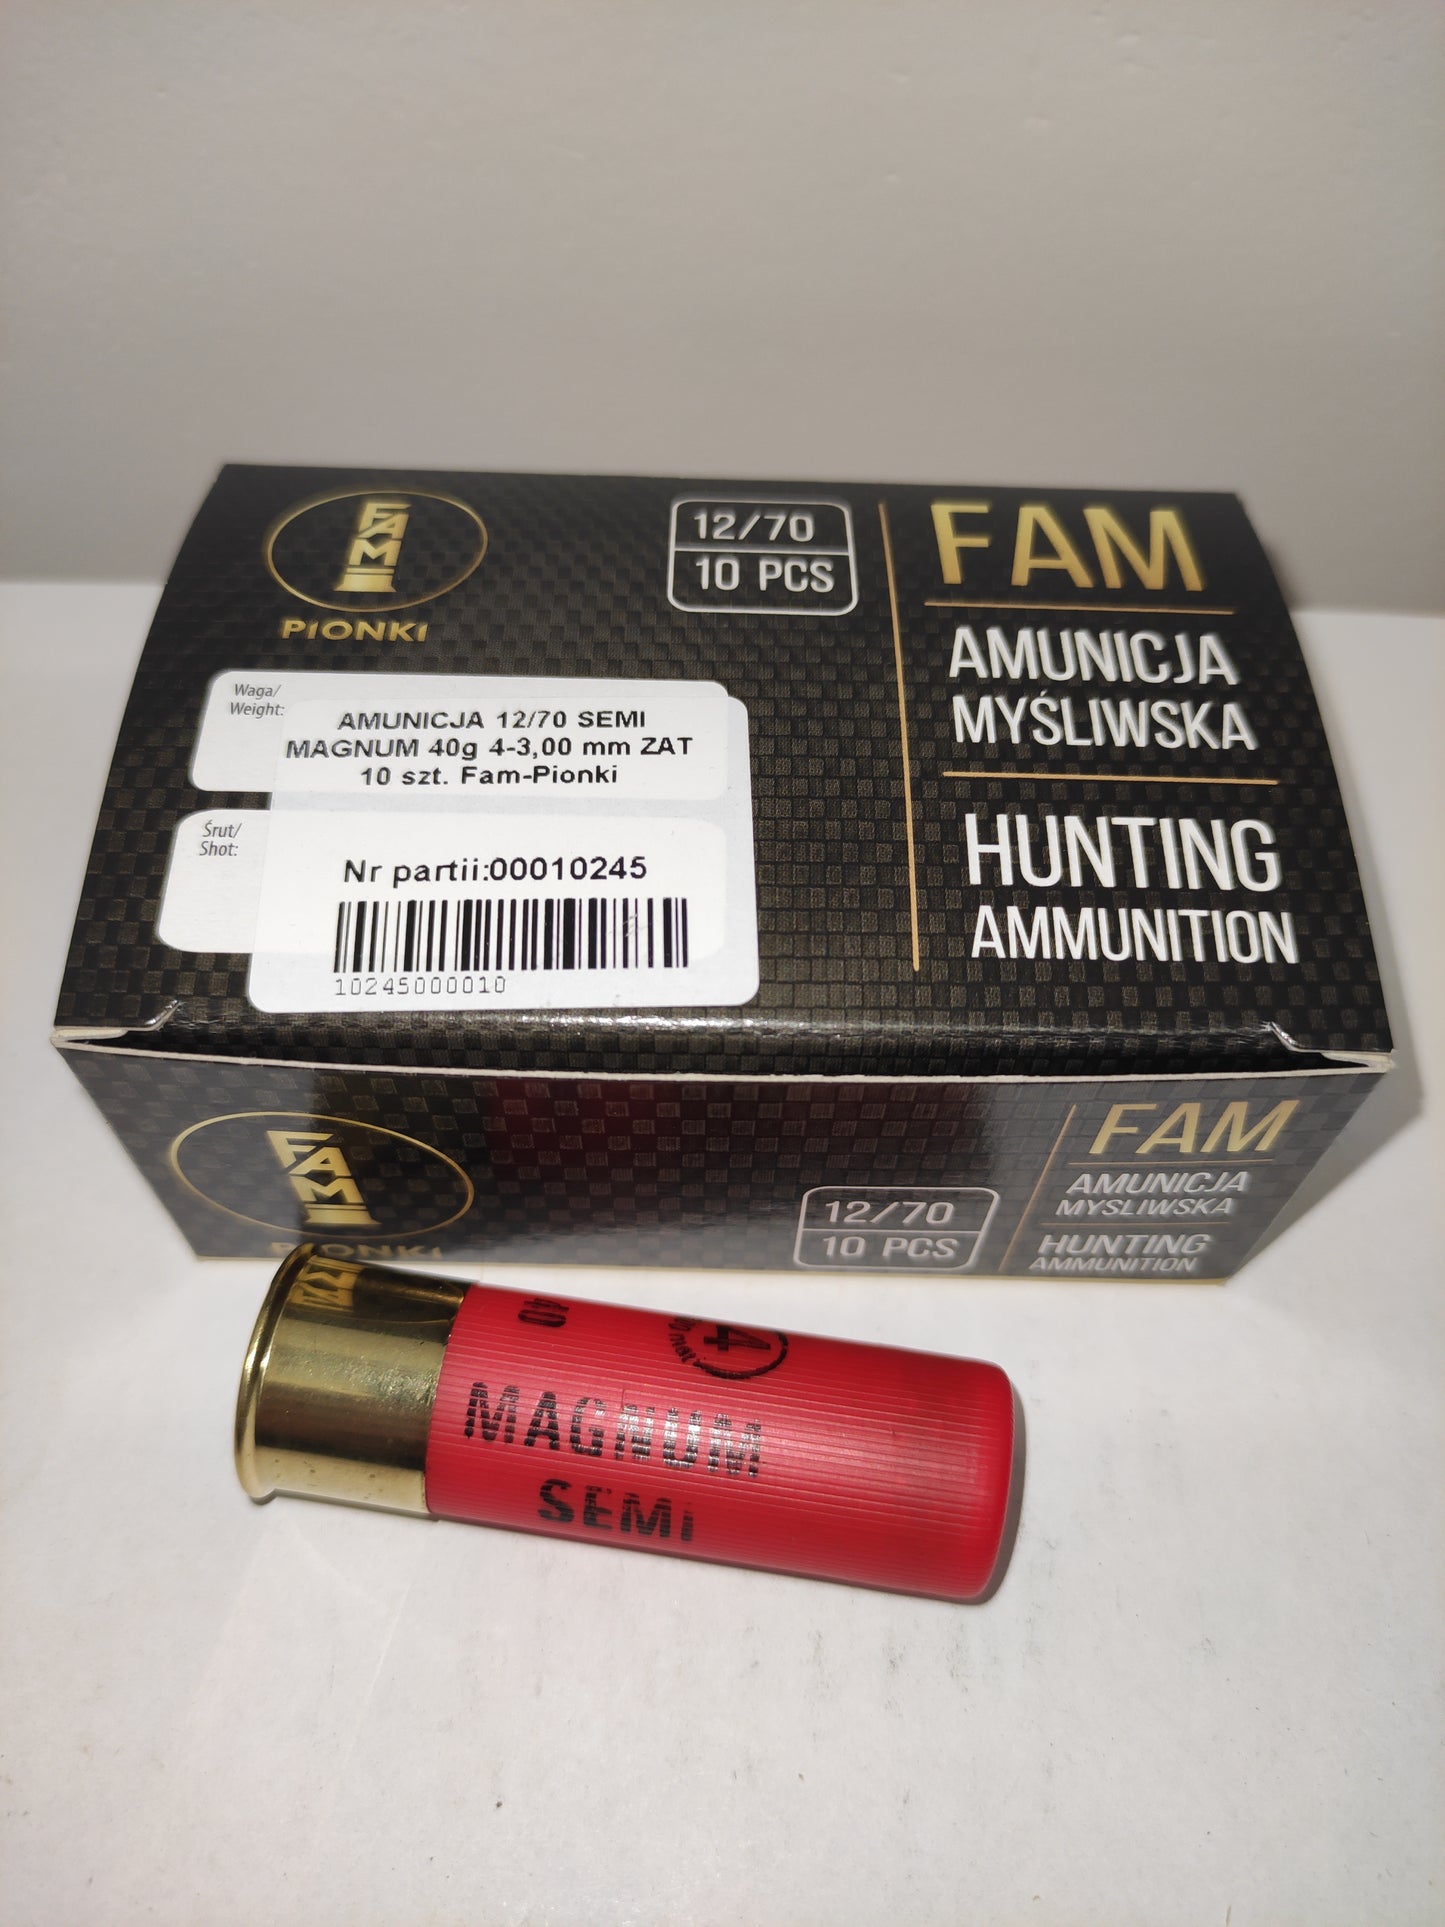 FAM
PIONKI
12/70
10 PCS
FAM
AMUNICJA
MYŚLIWSKA
HUNTING
AMMUNITION
Waga/
Weight:
AMUNICJA 12/70 SEMI
MAGNUM 40g 4-3,00 mm ZAT
10 szt. Fam-Pionki
Śrut/
Shot:
Nr partii:00010245
10245000010
FAM
PIONKI
12/70
10 PCS
FAM
AMUNICJA
MYŚLIWSKA
HUNTING
AMMUNITION
40
4
MAGNUM
SEMI